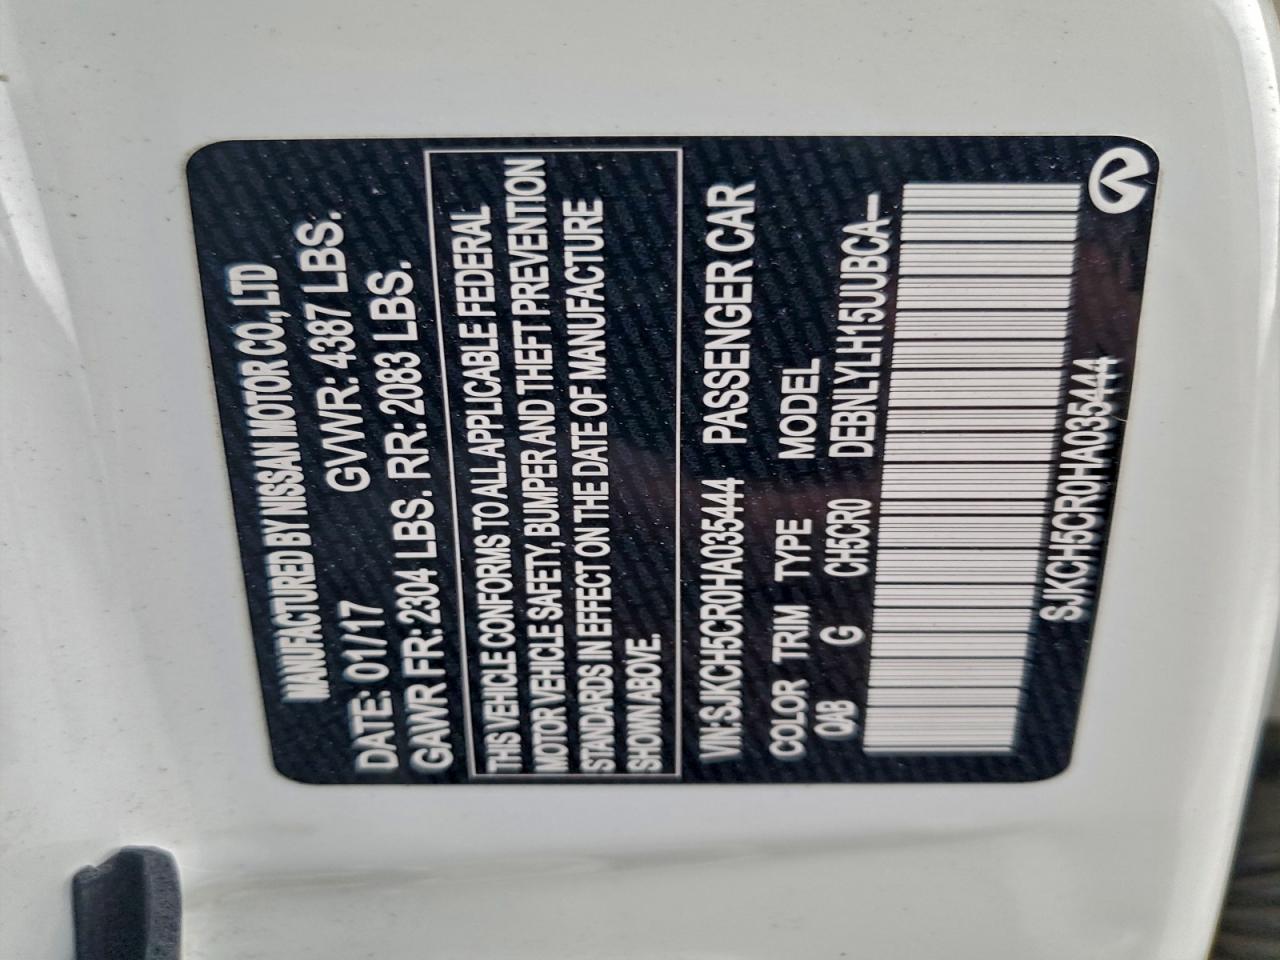 MANUFACTURED BY NISSAN MOTOR CO., LTD
DATE: 01/17 GVWR: 4387 LBS.
GAWR FR: 2304 LBS. RR: 2083 LBS.
THIS VEHICLE CONFORMS TO ALL APPLICABLE FEDERAL
MOTOR VEHICLE SAFETY, BUMPER AND THEFT PREVENTION
STANDARDS IN EFFECT ON THE DATE OF MANUFACTURE
SHOWN ABOVE.
VIN:SJKCH5CR0HA035444 PASSENGER CAR
COLOR TRIM TYPE MODEL
QAB G CH5CR0 DEBNLYLH15UUBCA—
SJKCH5CR0HA035444